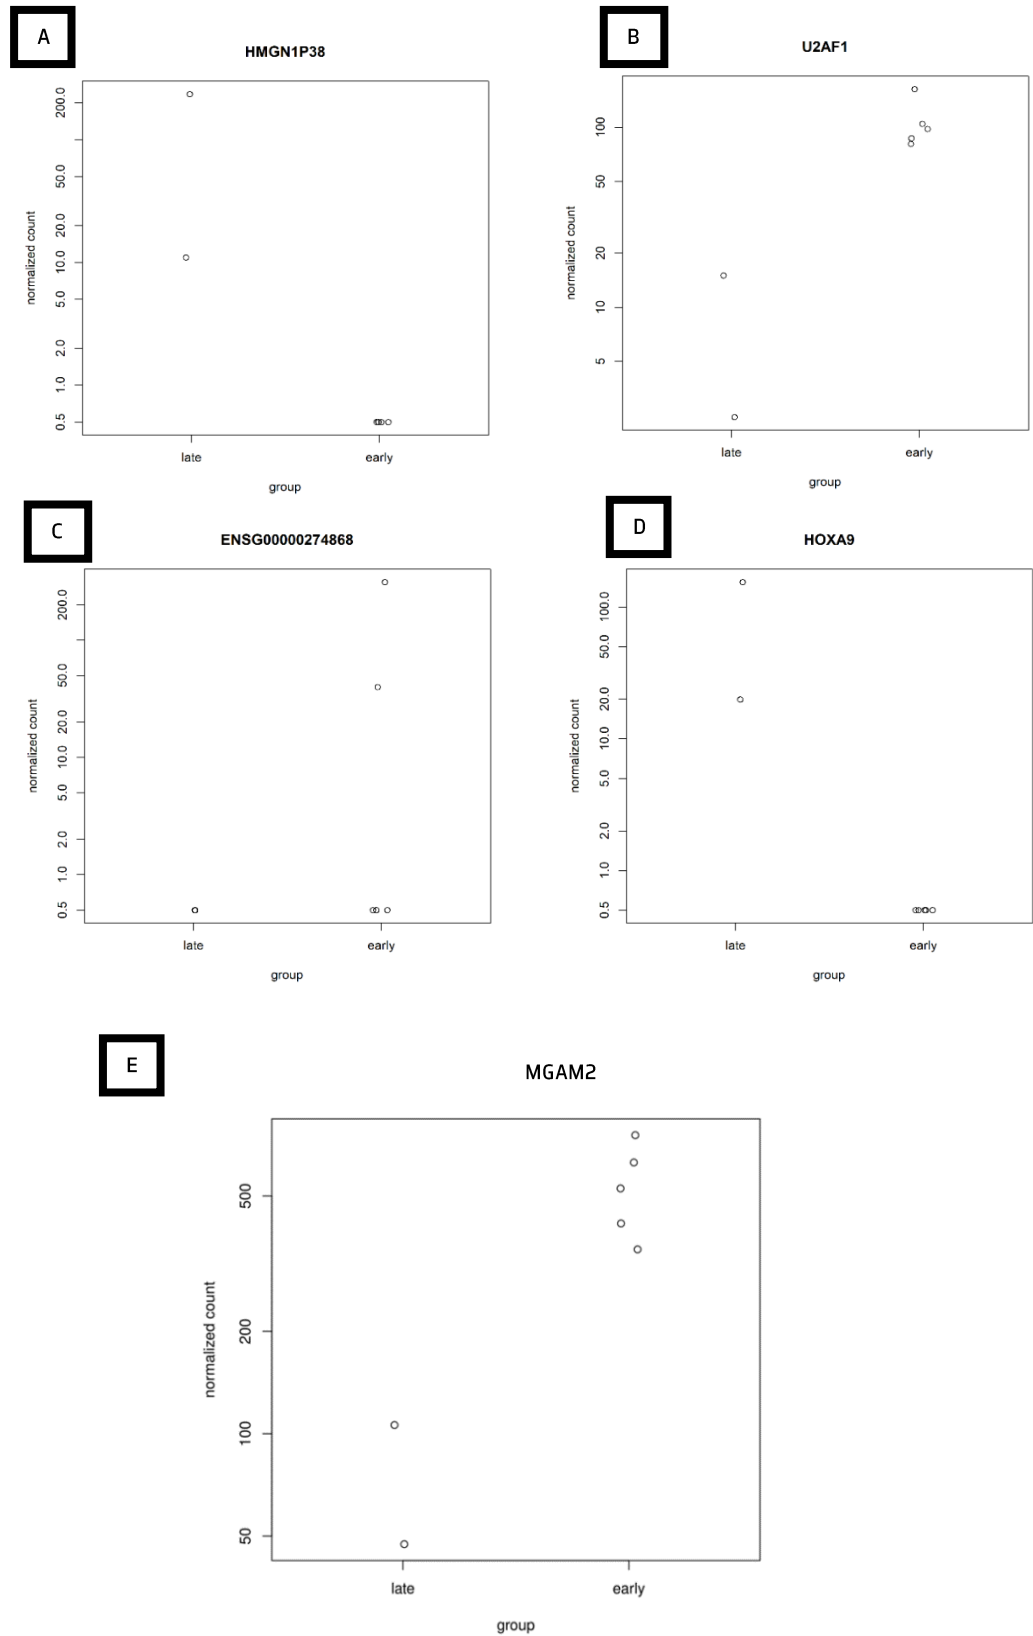 A
HMGN1P38
normalized count
200.0
50.0
20.0
10.0
5.0
2.0
1.0
0.5
late
early
group
B
U2AF1
normalized count
100
50
20
10
5
late
early
group
C
ENSG00000274868
normalized count
200.0
50.0
20.0
10.0
5.0
2.0
1.0
0.5
late
early
group
D
HOXA9
normalized count
100.0
50.0
20.0
10.0
5.0
2.0
1.0
0.5
late
early
group
E
MGAM2
normalized count
500
200
100
50
late
early
group